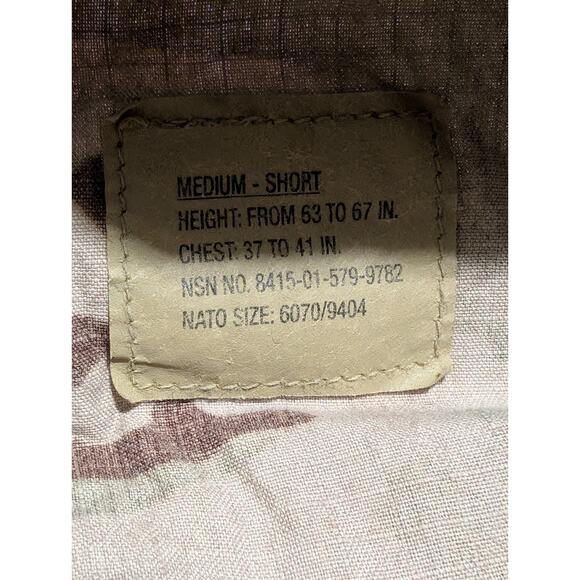 MEDIUM - SHORT
HEIGHT: FROM 63 TO 67 IN.
CHEST: 37 TO 41 IN.
NSN NO. 8415-01-579-9782
NATO SIZE: 6070/9404